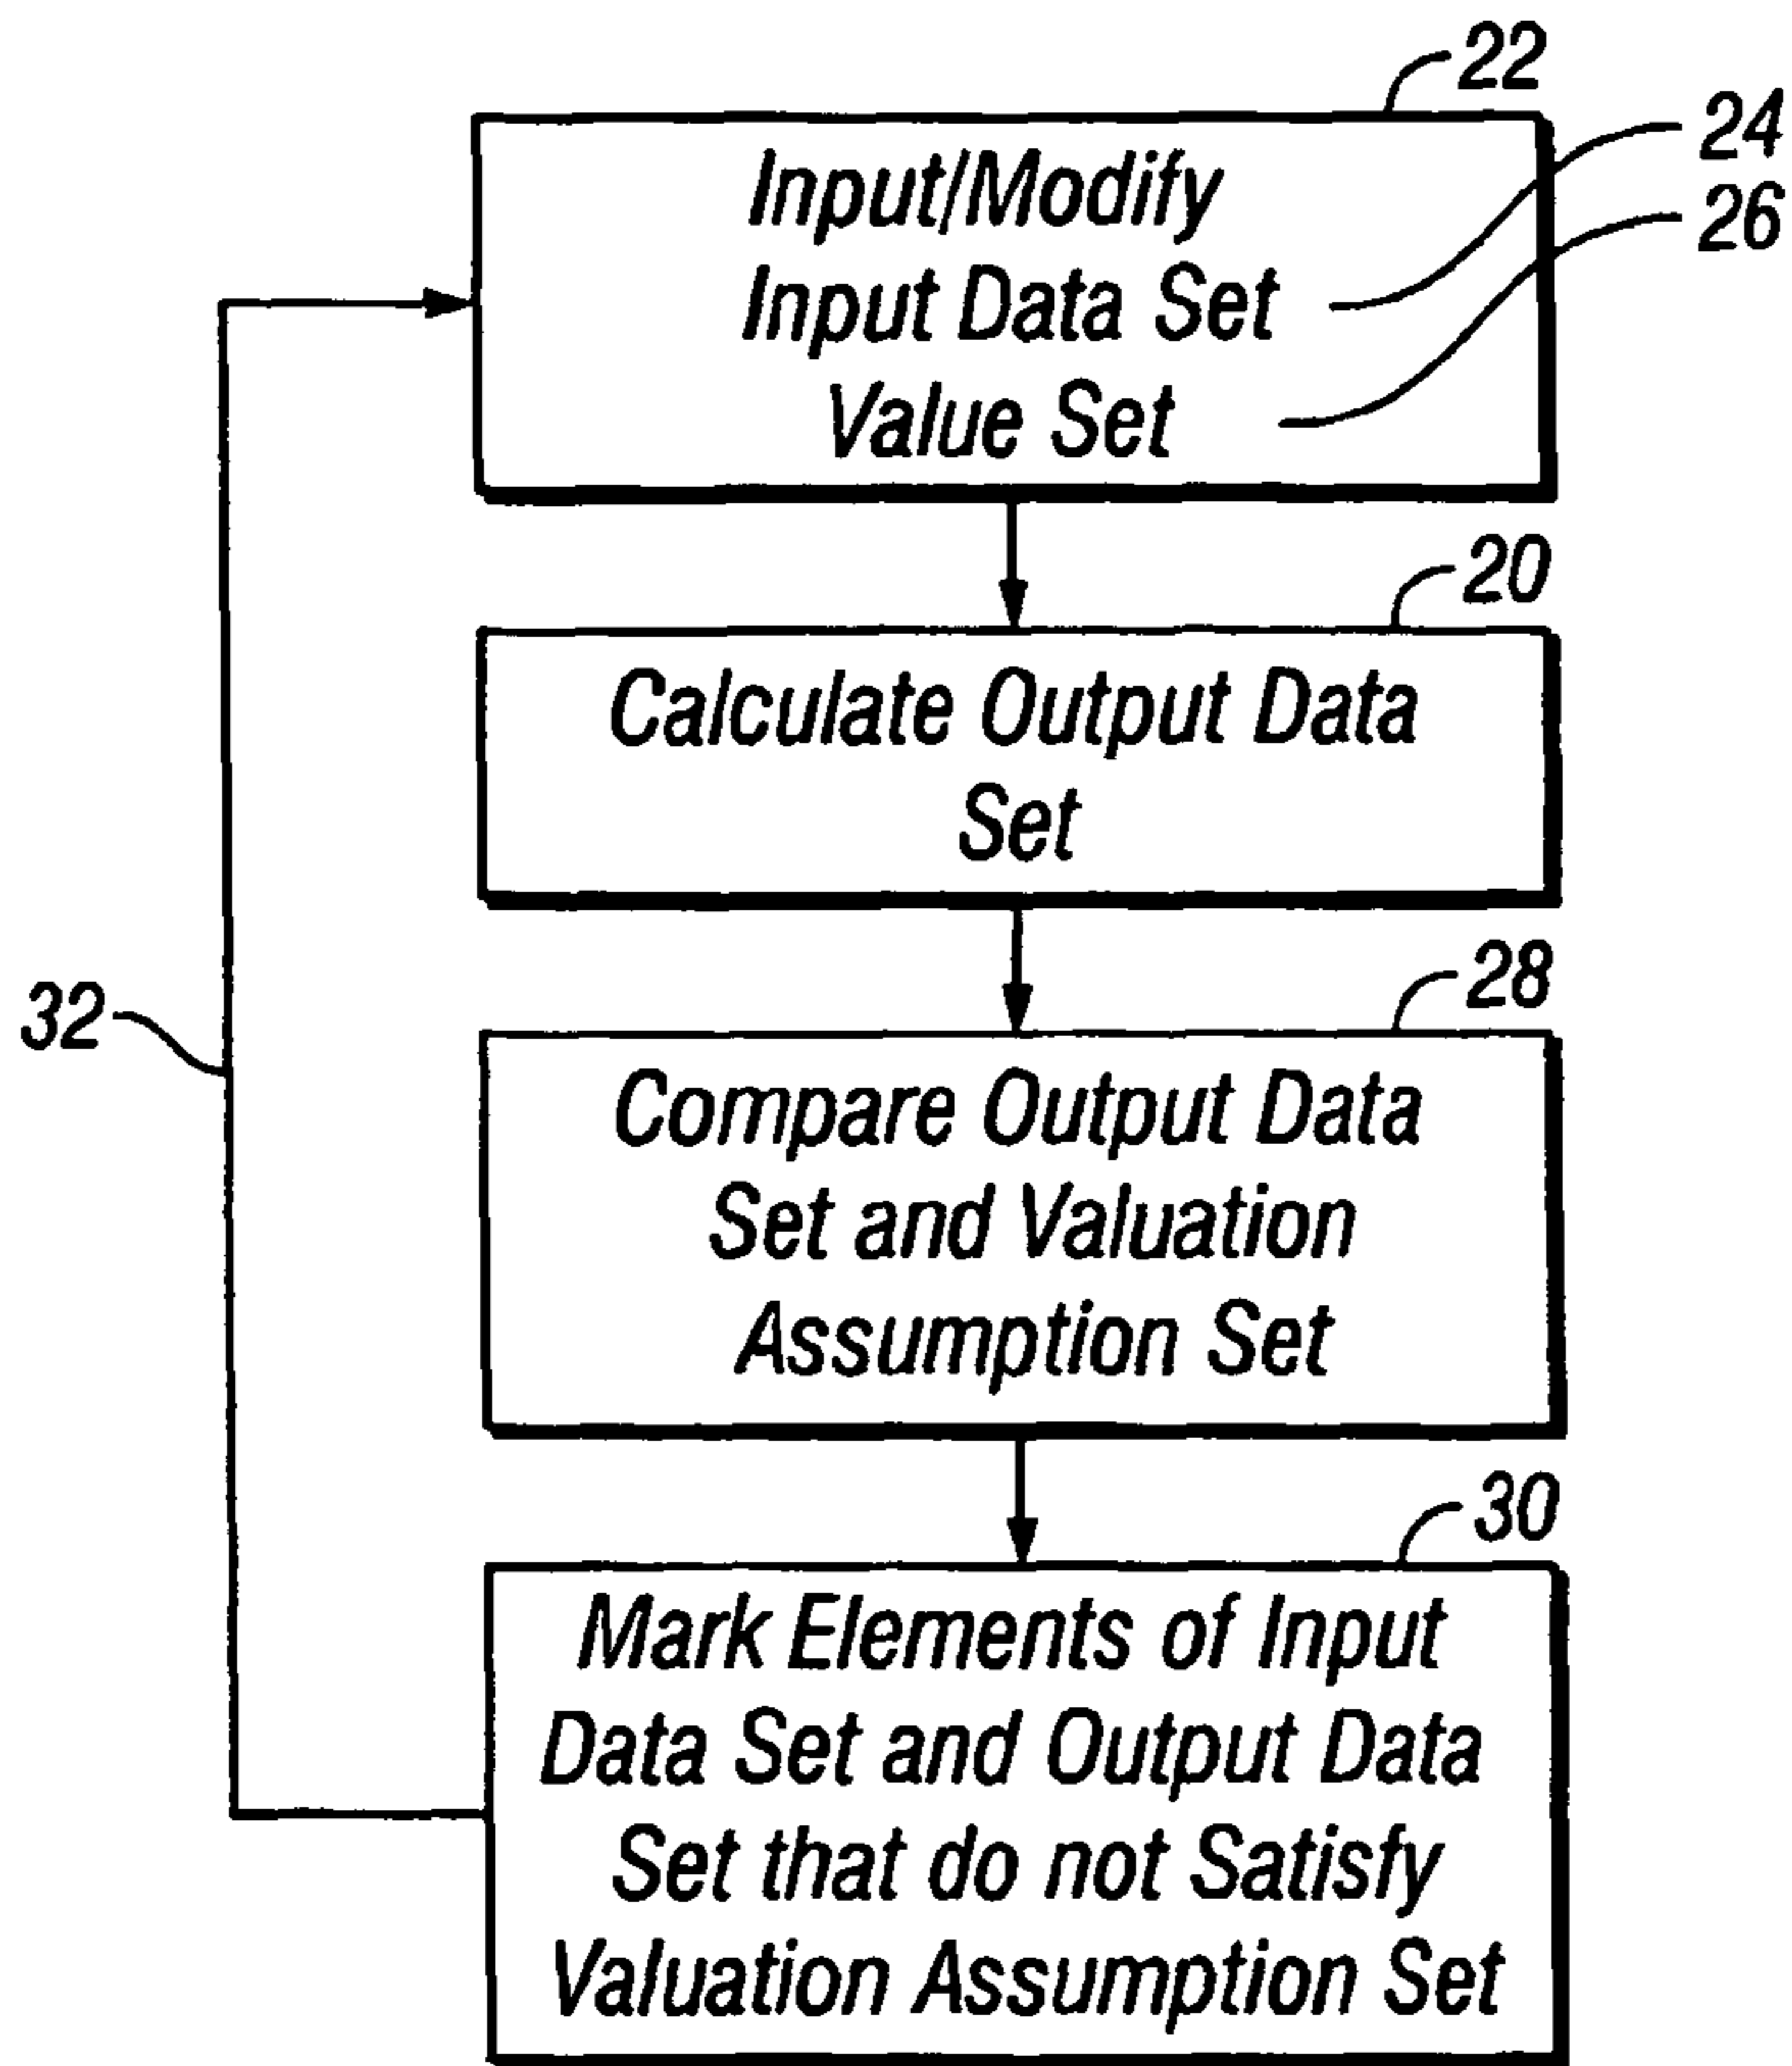 22
24
26
Input/Modify
Input Data Set
Value Set
20
Calculate Output Data
Set
28
32
Compare Output Data
Set and Valuation
Assumption Set
30
Mark Elements of Input
Data Set and Output Data
Set that do not Satisfy
Valuation Assumption Set